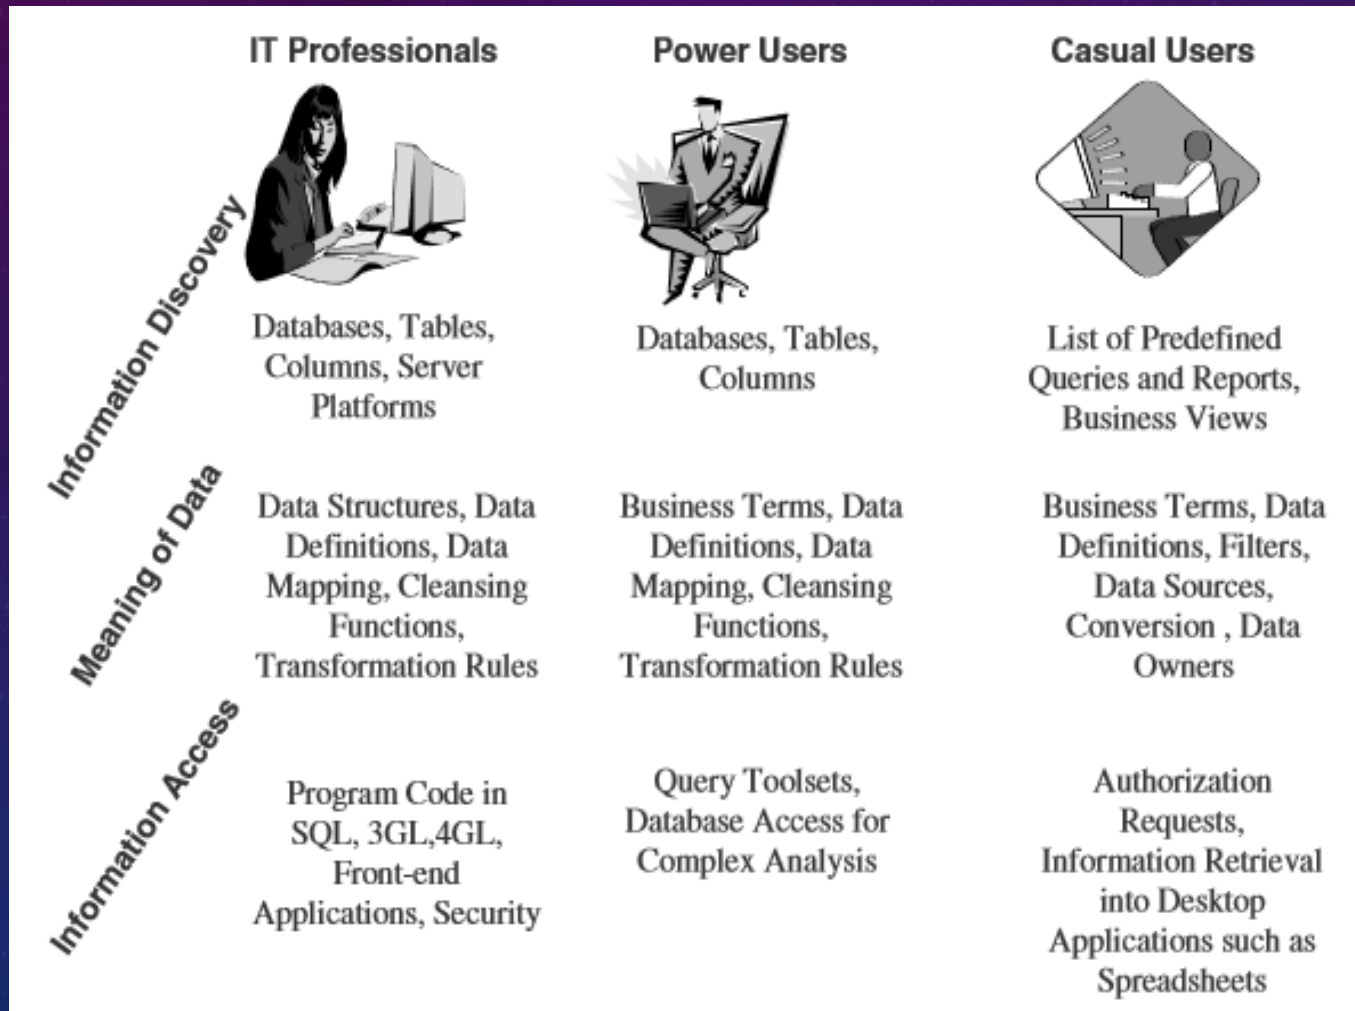 IT Professionals
Power Users
Casual Users
Information Discovery
Databases, Tables,
Columns, Server
Platforms
Databases, Tables,
Columns
List of Predefined
Queries and Reports,
Business Views
Meaning of Data
Data Structures, Data
Definitions, Data
Mapping, Cleansing
Functions,
Transformation Rules
Business Terms, Data
Definitions, Data
Mapping, Cleansing
Functions,
Transformation Rules
Business Terms, Data
Definitions, Filters,
Data Sources,
Conversion , Data
Owners
Information Access
Program Code in
SQL, 3GL,4GL,
Front-end
Applications, Security
Query Toolsets,
Database Access for
Complex Analysis
Authorization
Requests,
Information Retrieval
into Desktop
Applications such as
Spreadsheets